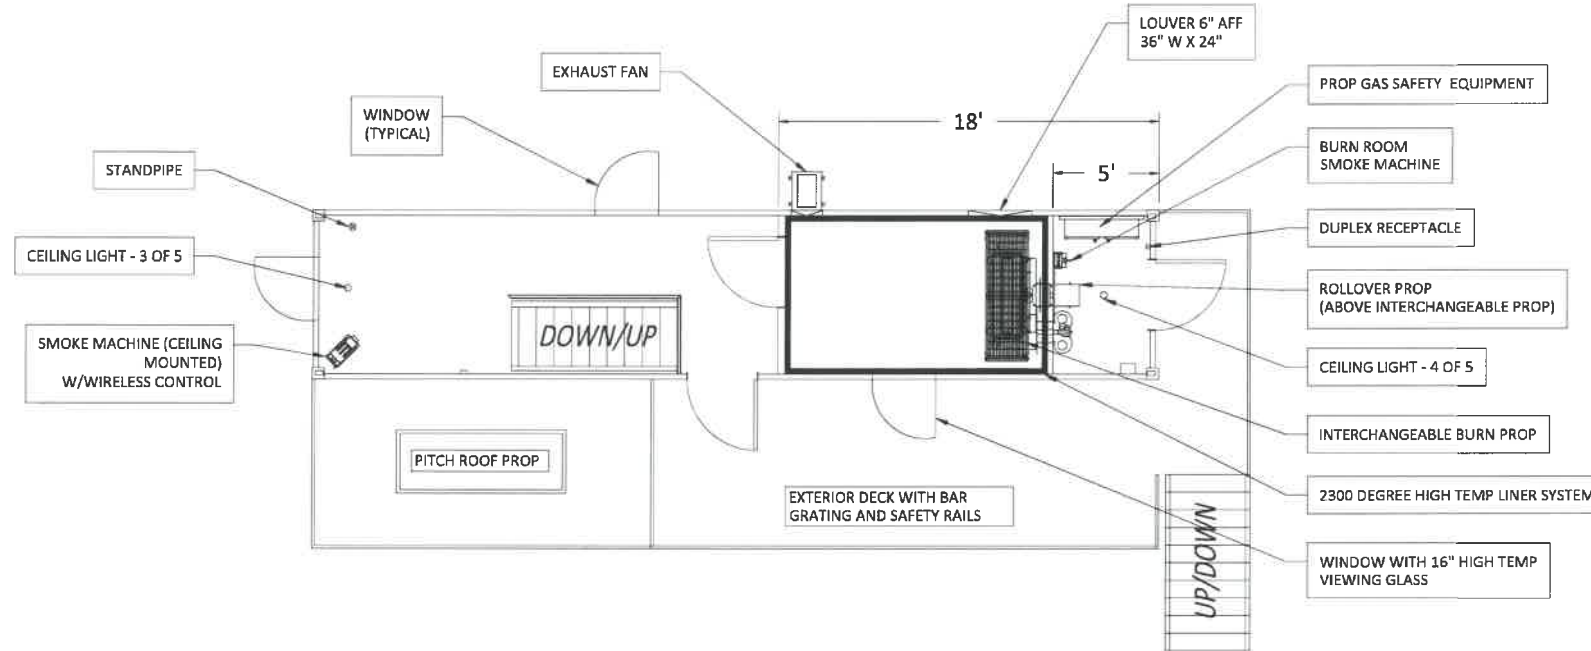 LOUVER 6" AFF
36" W X 24"
EXHAUST FAN
PROP GAS SAFETY EQUIPMENT
WINDOW
(TYPICAL)
18'
BURN ROOM
SMOKE MACHINE
STANDPIPE
5'
DUPLEX RECEPTACLE
CEILING LIGHT - 3 OF 5
ROLLOVER PROP
(ABOVE INTERCHANGEABLE PROP)
DOWN/UP
SMOKE MACHINE (CEILING
MOUNTED)
W/WIRELESS CONTROL
CEILING LIGHT - 4 OF 5
INTERCHANGEABLE BURN PROP
PITCH ROOF PROP
EXTERIOR DECK WITH BAR
GRATING AND SAFETY RAILS
2300 DEGREE HIGH TEMP LINER SYSTEM
UP/DOWN
WINDOW WITH 16" HIGH TEMP
VIEWING GLASS